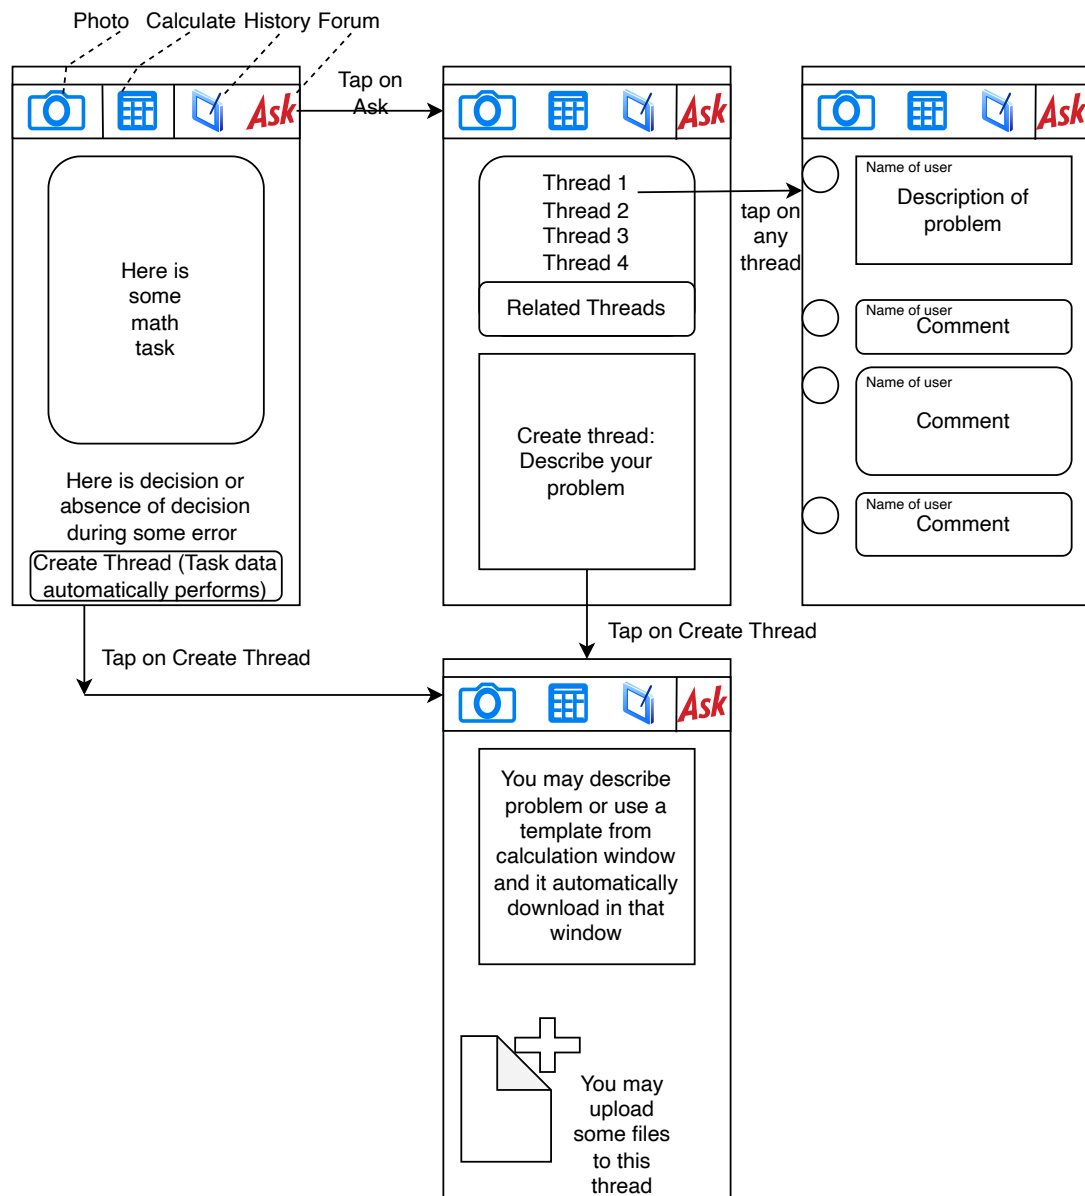 Photo
Calculate
History
Forum
Ask
Here is
some
math
task
Here is decision or
absence of decision
during some error
Create Thread (Task data
automatically performs)
Tap on
Ask
Ask
Thread 1
Thread 2
Thread 3
Thread 4
Related Threads
Create thread:
Describe your
problem
tap on
any
thread
Ask
Name of user
Description of
problem
Name of user
Comment
Name of user
Comment
Name of user
Comment
Tap on Create Thread
Tap on Create Thread
Ask
You may describe
problem or use a
template from
calculation window
and it automatically
download in that
window
You may
upload
some files
to this
thread